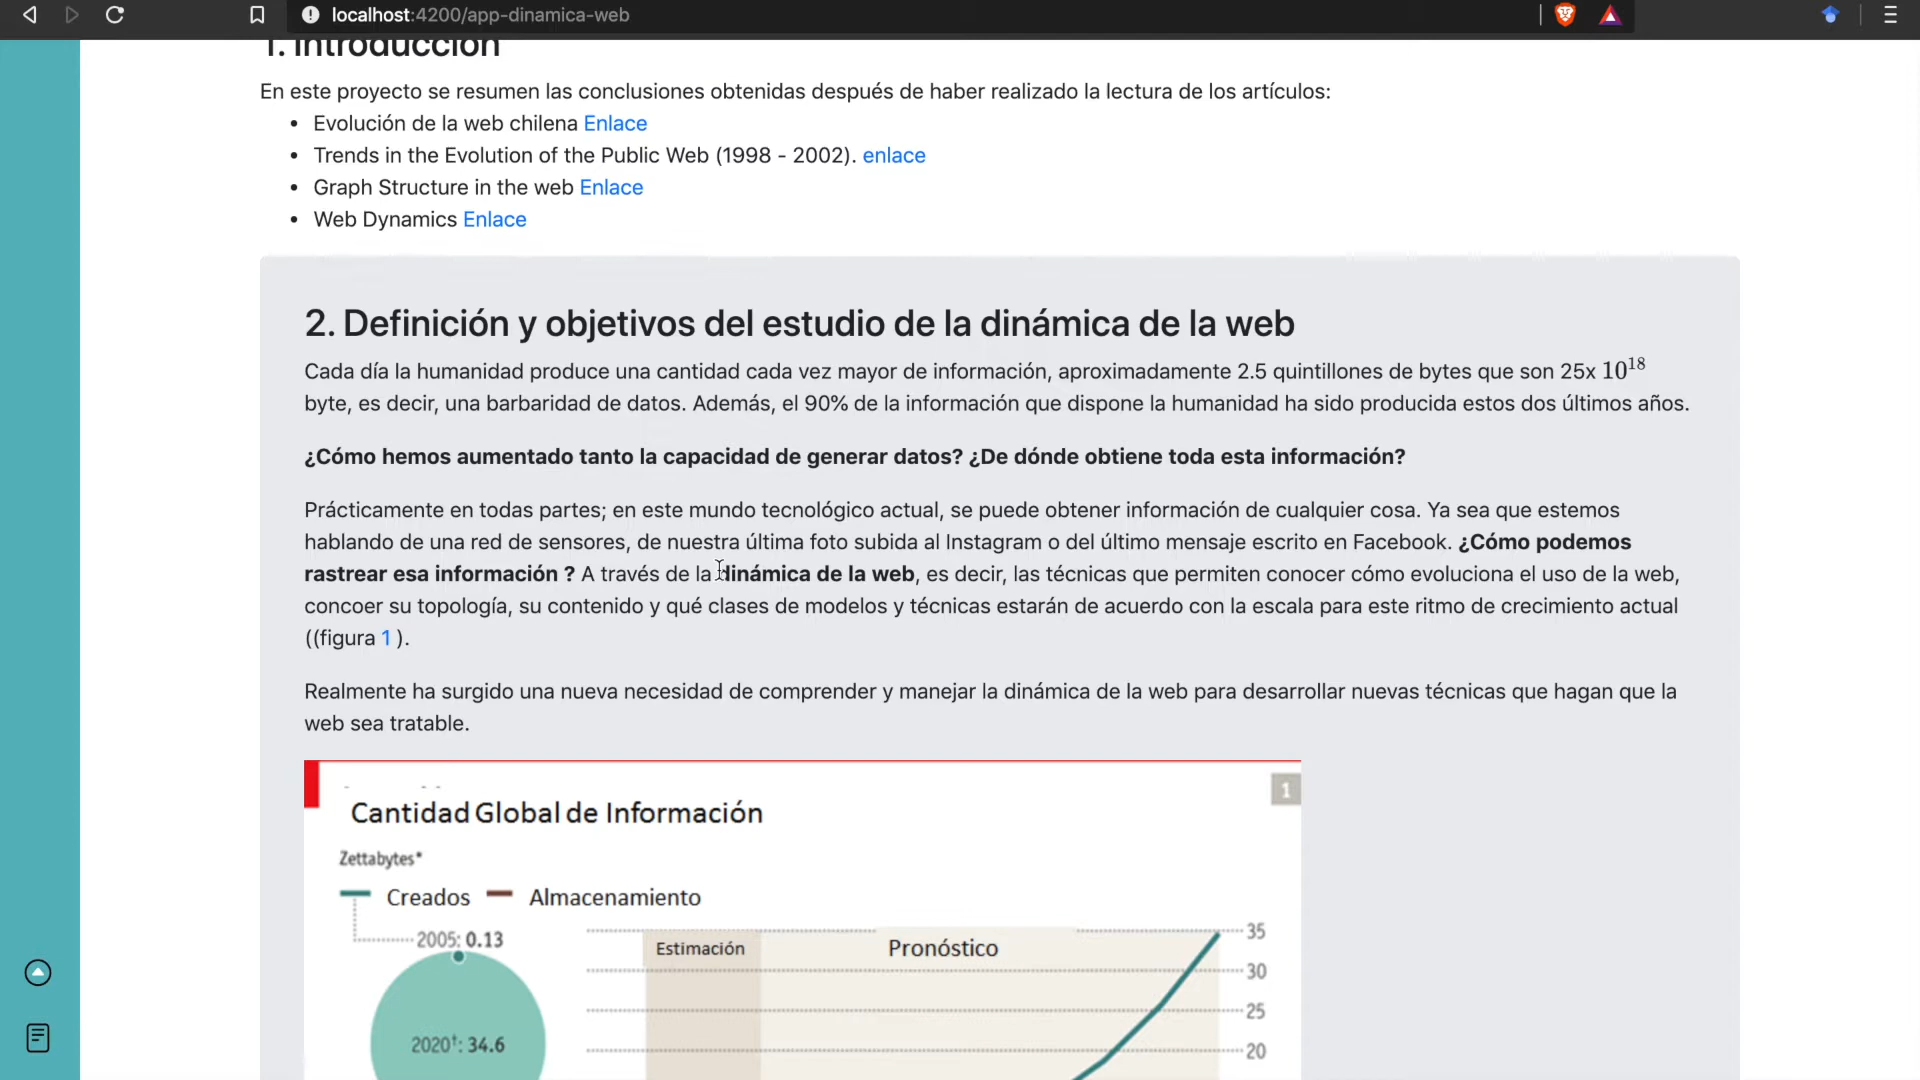 localhost:4200/app-dinamica-web
1. Introducción
En este proyecto se resumen las conclusiones obtenidas después de haber realizado la lectura de los artículos:
• Evolución de la web chilena Enlace
• Trends in the Evolution of the Public Web (1998 - 2002). enlace
• Graph Structure in the web Enlace
• Web Dynamics Enlace
2. Definición y objetivos del estudio de la dinámica de la web
Cada día la humanidad produce una cantidad cada vez mayor de información, aproximadamente 2.5 quintillones de bytes que son 25x 10^18
byte, es decir, una barbaridad de datos. Además, el 90% de la información que dispone la humanidad ha sido producida estos dos últimos años.
¿Cómo hemos aumentado tanto la capacidad de generar datos? ¿De dónde obtiene toda esta información?
Prácticamente en todas partes; en este mundo tecnológico actual, se puede obtener información de cualquier cosa. Ya sea que estemos
hablando de una red de sensores, de nuestra última foto subida al Instagram o del último mensaje escrito en Facebook. ¿Cómo podemos
rastrear esa información ? A través de la dinámica de la web, es decir, las técnicas que permiten conocer cómo evoluciona el uso de la web,
concoer su topología, su contenido y qué clases de modelos y técnicas estarán de acuerdo con la escala para este ritmo de crecimiento actual
((figura 1 ).
Realmente ha surgido una nueva necesidad de comprender y manejar la dinámica de la web para desarrollar nuevas técnicas que hagan que la
web sea tratable.
1
Cantidad Global de Información
Zettabytes*
Creados Almacenamiento
2005: 0.13
Estimación Pronóstico
35
30
25
20
2020†: 34.6